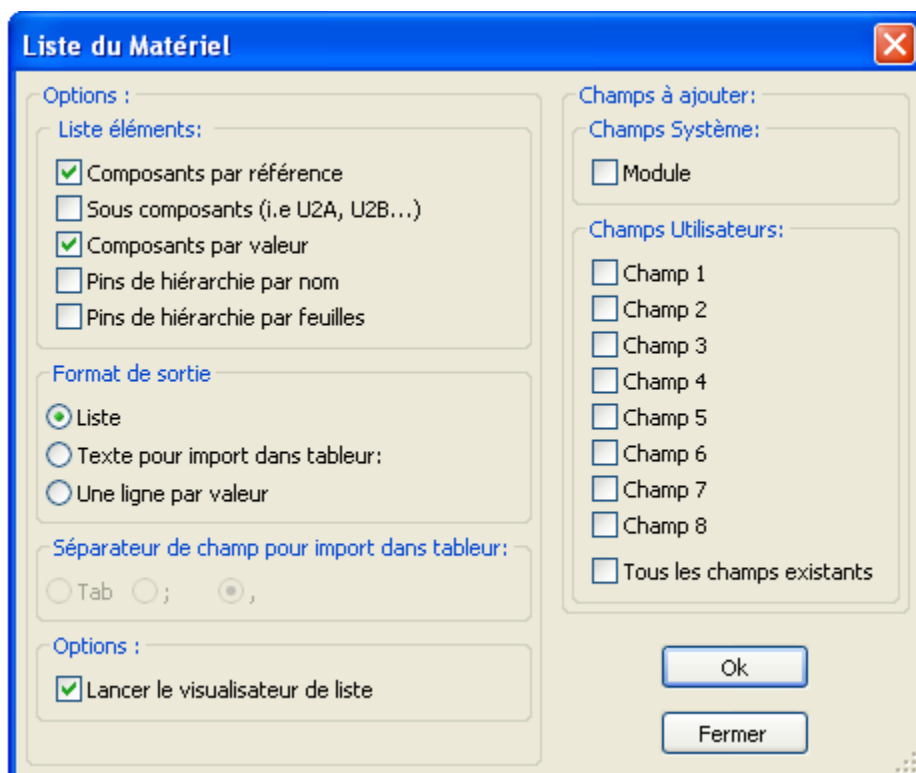 Liste du Matériel
Options :
Liste éléments:
Composants par référence
Sous composants (i.e U2A, U2B...)
Composants par valeur
Pins de hiérarchie par nom
Pins de hiérarchie par feuilles
Format de sortie
Liste
Texte pour import dans tableur:
Une ligne par valeur
Séparateur de champ pour import dans tableur:
Tab ; ,
Options :
Lancer le visualisateur de liste
Champs à ajouter:
Champs Système:
Module
Champs Utilisateurs:
Champ 1
Champ 2
Champ 3
Champ 4
Champ 5
Champ 6
Champ 7
Champ 8
Tous les champs existants
Ok
Fermer